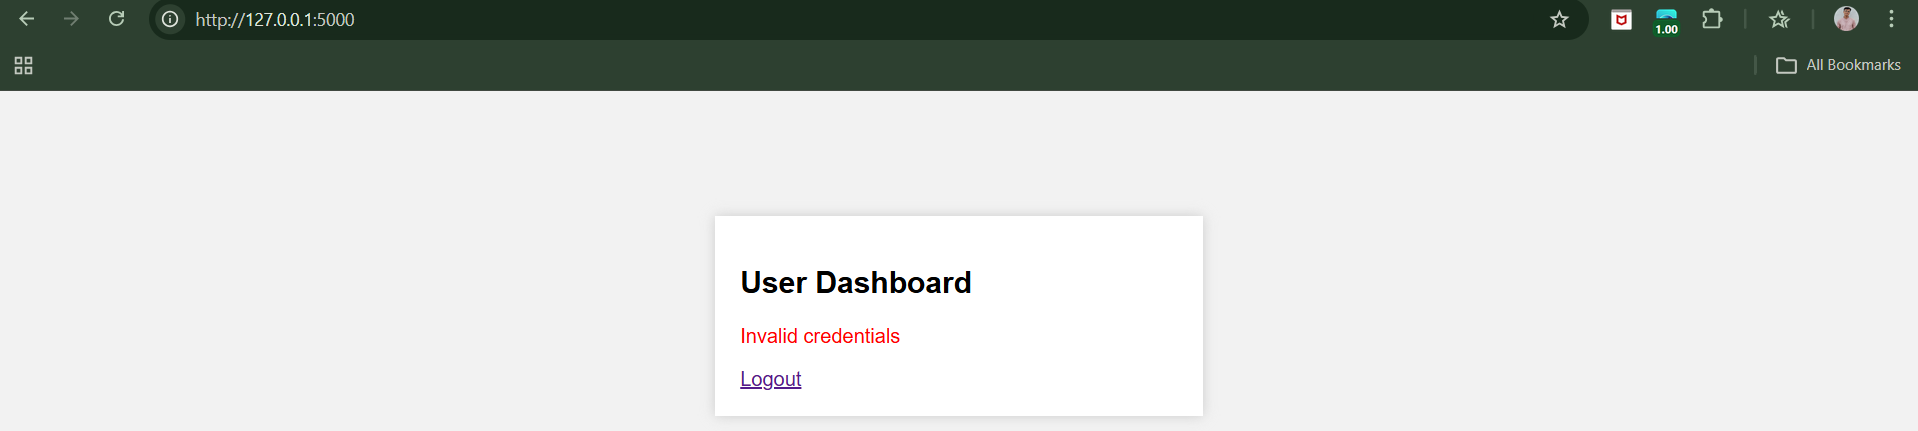 http://127.0.0.1:5000
1.00
All Bookmarks
User Dashboard
Invalid credentials
Logout